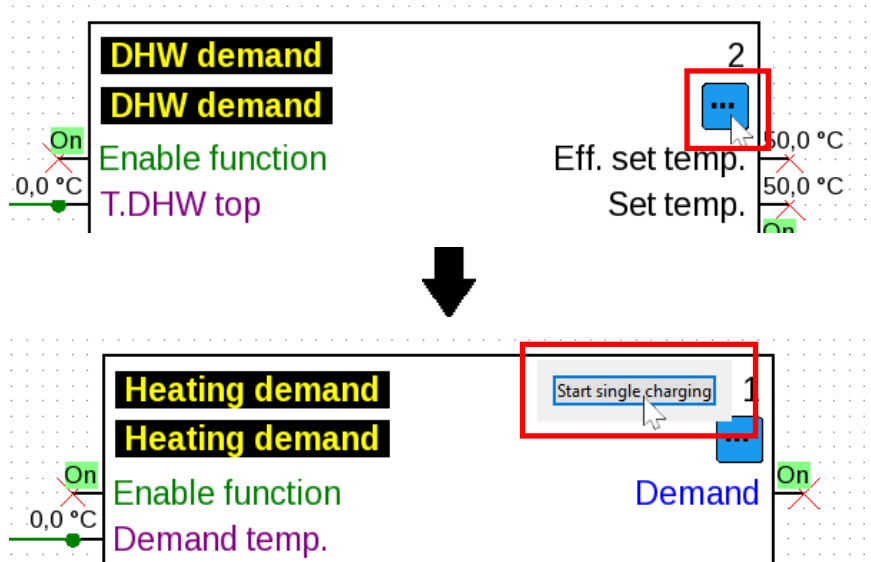 DHW demand 2
DHW demand ...
On Enable function Eff. set temp. 50,0 °C
0,0 °C T.DHW top Set temp. 50,0 °C
On
Heating demand Start single charging 1
Heating demand ...
On Enable function Demand On
0,0 °C Demand temp.